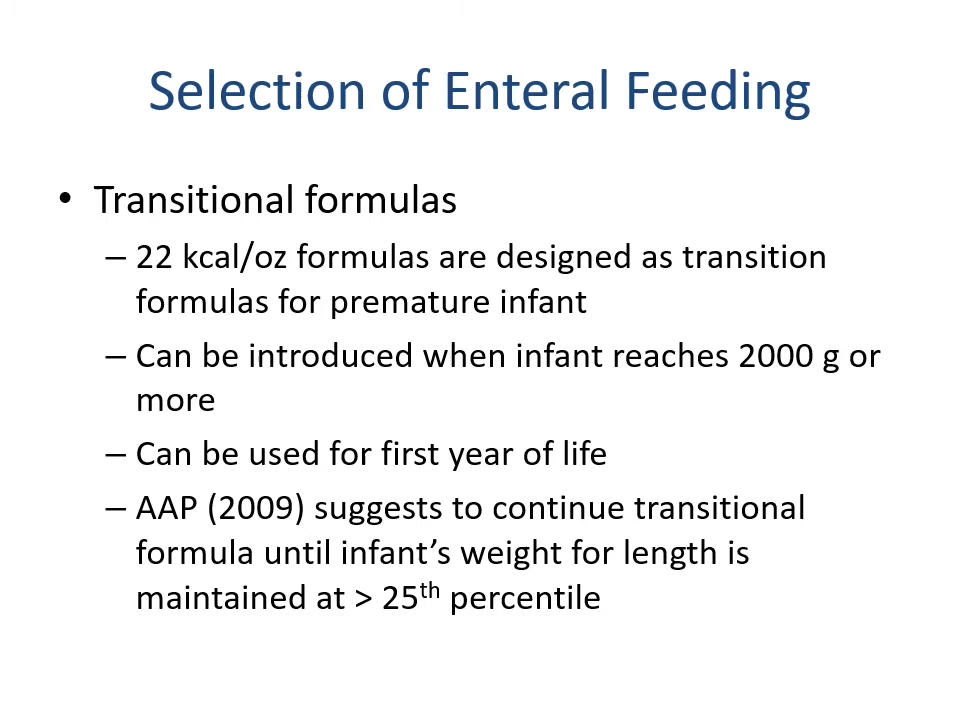 Selection of Enteral Feeding
• Transitional formulas
– 22 kcal/oz formulas are designed as transition
formulas for premature infant
– Can be introduced when infant reaches 2000 g or
more
– Can be used for first year of life
– AAP (2009) suggests to continue transitional
formula until infant’s weight for length is
maintained at > 25th percentile